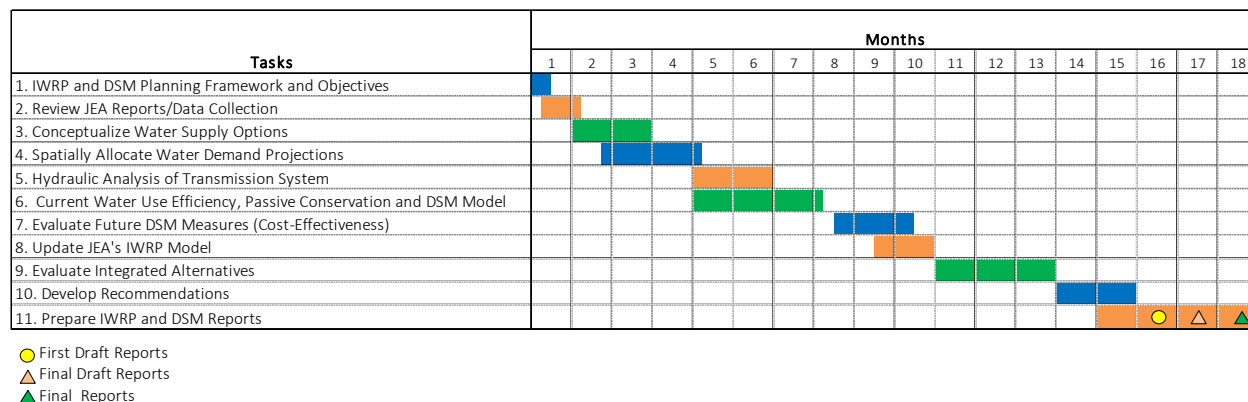 Months
Tasks
1 2 3 4 5 6 7 8 9 10 11 12 13 14 15 16 17 18
1. IWRP and DSM Planning Framework and Objectives
2. Review JEA Reports/Data Collection
3. Conceptualize Water Supply Options
4. Spatially Allocate Water Demand Projections
5. Hydraulic Analysis of Transmission System
6. Current Water Use Efficiency, Passive Conservation and DSM Model
7. Evaluate Future DSM Measures (Cost-Effectiveness)
8. Update JEA's IWRP Model
9. Evaluate Integrated Alternatives
10. Develop Recommendations
11. Prepare IWRP and DSM Reports
First Draft Reports
Final Draft Reports
Final Reports